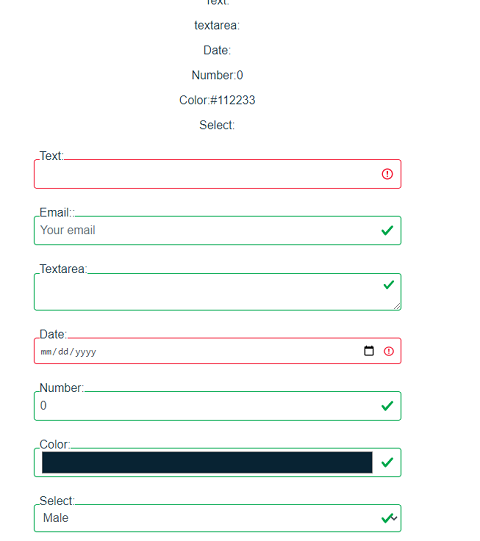 Text:
textarea:
Date:
Number:0
Color:#112233
Select:
Text:
Email::
Your email
Textarea:
Date:
mm/dd/yyyy
Number:
0
Color:
Select:
Male